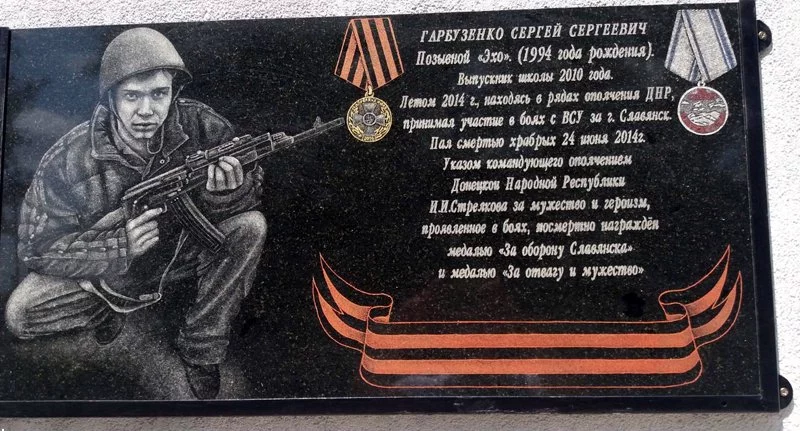 ГАРБУЗЕНКО СЕРГЕЙ СЕРГЕЕВИЧ
Позывной «Эхо». (1994 года рождения).
Выпускник школы 2010 года.
Летом 2014 г., находясь в рядах ополчения ДНР,
принимал участие в боях с ВСУ за г. Славянск.
Пал смертью храбрых 24 июня 2014г.
Указом командующего ополчением
Донецкой Народной Республики
И.И.Стрелкова за мужество и героизм,
проявленное в боях, посмертно награждён
медалью «За оборону Славянска»
и медалью «За отвагу и мужество»